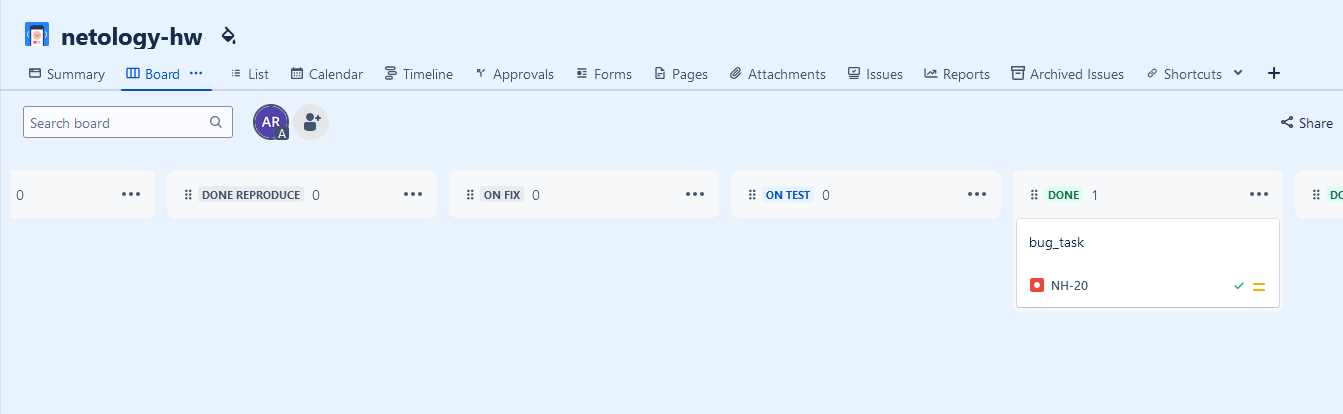 netology-hw
Summary Board List Calendar Timeline Approvals Forms Pages Attachments Issues Reports Archived Issues Shortcuts
Search board AR A Share
0 DONE REPRODUCE 0 ON FIX 0 ON TEST 0 DONE 1 DO
bug_task
NH-20